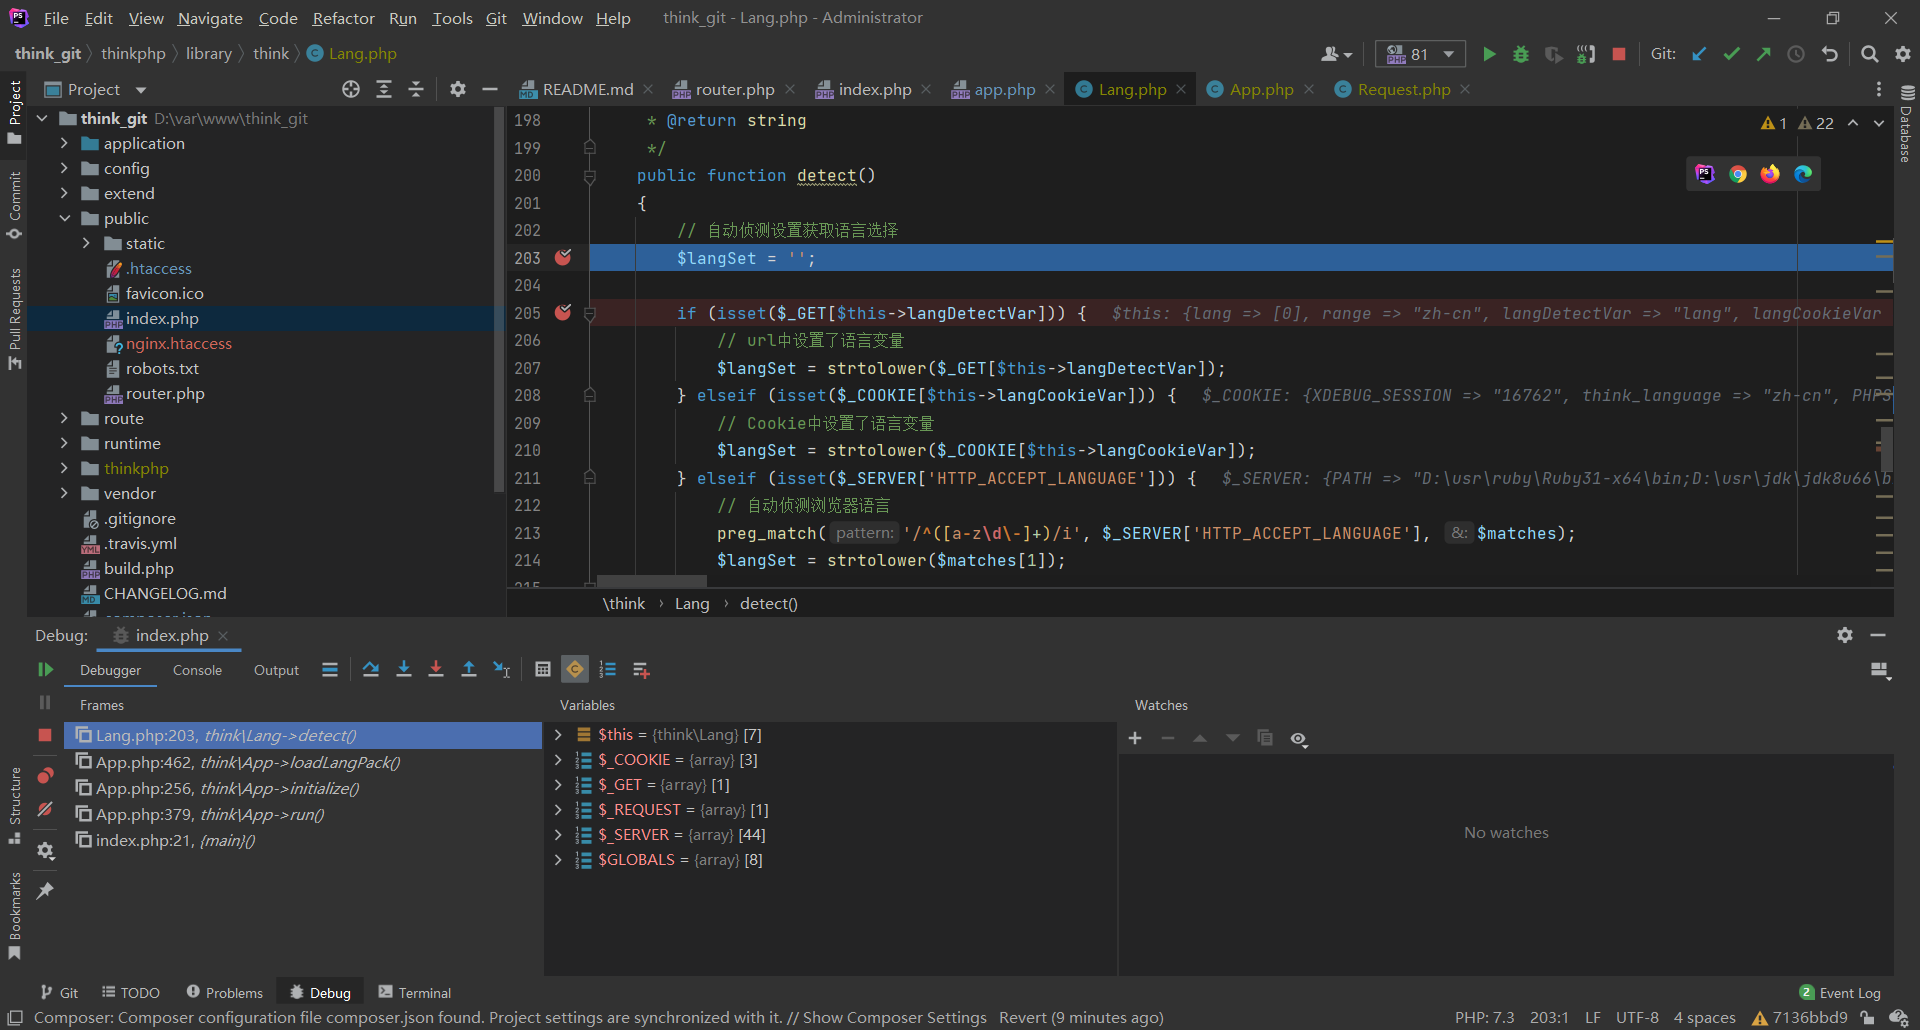 File Edit View Navigate Code Refactor Run Tools Git Window Help think_git - Lang.php - Administrator
think_git thinkphp library think Lang.php 81 Git:
Project README.md router.php index.php app.php Lang.php App.php Request.php
Project
Commit
Pull Requests
Structure
Bookmarks
Database
think_git D:\var\www\think_git
application
config
extend
public
static
.htaccess
favicon.ico
index.php
nginx.htaccess
robots.txt
router.php
route
runtime
thinkphp
vendor
.gitignore
.travis.yml
build.php
CHANGELOG.md
composer.json
1 22
198 * @return string
199 */
200 public function detect()
201 {
202 // 自动侦测设置获取语言选择
203 $langSet = '';
204
205 if (isset($_GET[$this->langDetectVar])) { $this: {lang => [0], range => "zh-cn", langDetectVar => "lang", langCookieVar
206 // url中设置了语言变量
207 $langSet = strtolower($_GET[$this->langDetectVar]);
208 } elseif (isset($_COOKIE[$this->langCookieVar])) { $_COOKIE: {XDEBUG_SESSION => "16762", think_language => "zh-cn", PHPS
209 // Cookie中设置了语言变量
210 $langSet = strtolower($_COOKIE[$this->langCookieVar]);
211 } elseif (isset($_SERVER['HTTP_ACCEPT_LANGUAGE'])) { $_SERVER: {PATH => "D:\usr\ruby\Ruby31-x64\bin;D:\usr\jdk\jdk8u66\b
212 // 自动侦测浏览器语言
213 preg_match( pattern: '/^([a-z\d\-]+)/i', $_SERVER['HTTP_ACCEPT_LANGUAGE'], &: $matches);
214 $langSet = strtolower($matches[1]);
215
\think › Lang › detect()
Debug: index.php
Debugger Console Output
Frames
Lang.php:203, think\Lang->detect()
App.php:462, think\App->loadLangPack()
App.php:256, think\App->initialize()
App.php:379, think\App->run()
index.php:21, {main}()
Variables
$this = {think\Lang} [7]
$_COOKIE = {array} [3]
$_GET = {array} [1]
$_REQUEST = {array} [1]
$_SERVER = {array} [44]
$GLOBALS = {array} [8]
Watches
No watches
Git TODO Problems Debug Terminal 2 Event Log
Composer: Composer configuration file composer.json found. Project settings are synchronized with it. // Show Composer Settings Revert (9 minutes ago) PHP: 7.3 203:1 LF UTF-8 4 spaces 7136bbd9